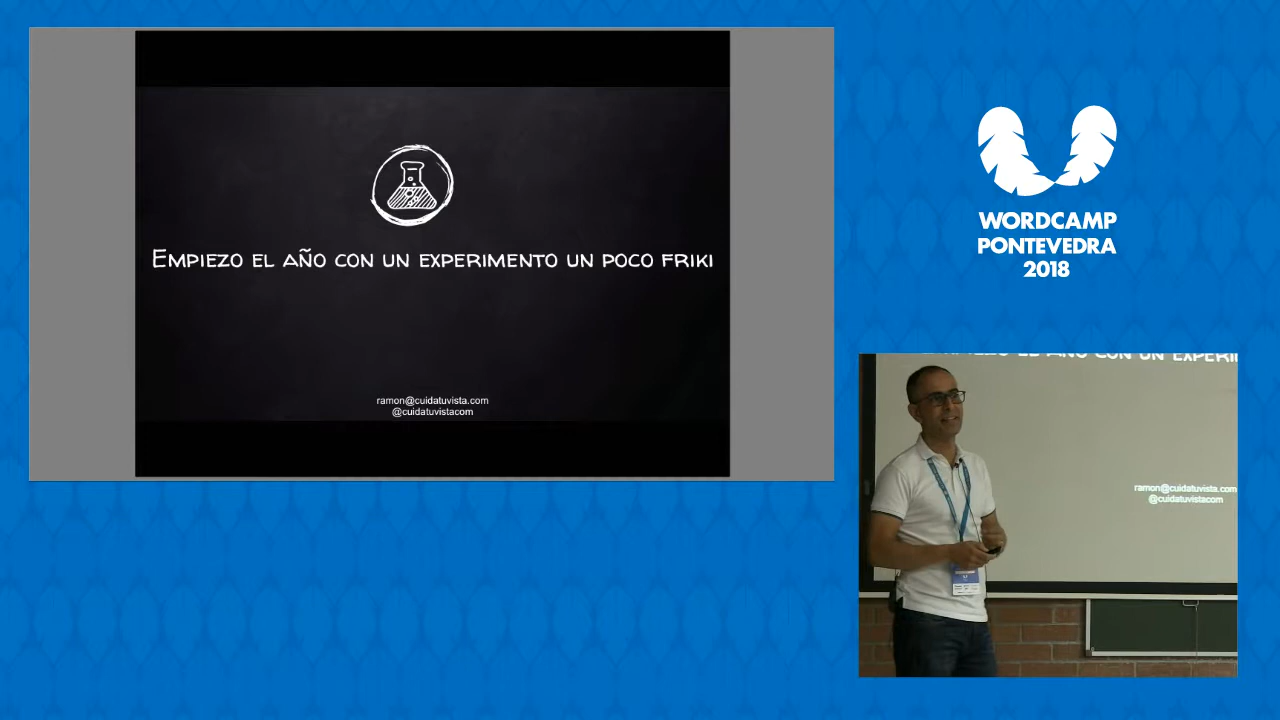 Empiezo el año con un experimento un poco friki
ramon@cuidatuvista.com
@cuidatuvistacom
WORDCAMP
PONTEVEDRA
2018
ramon@cuidatuvista.com
@cuidatuvistacom